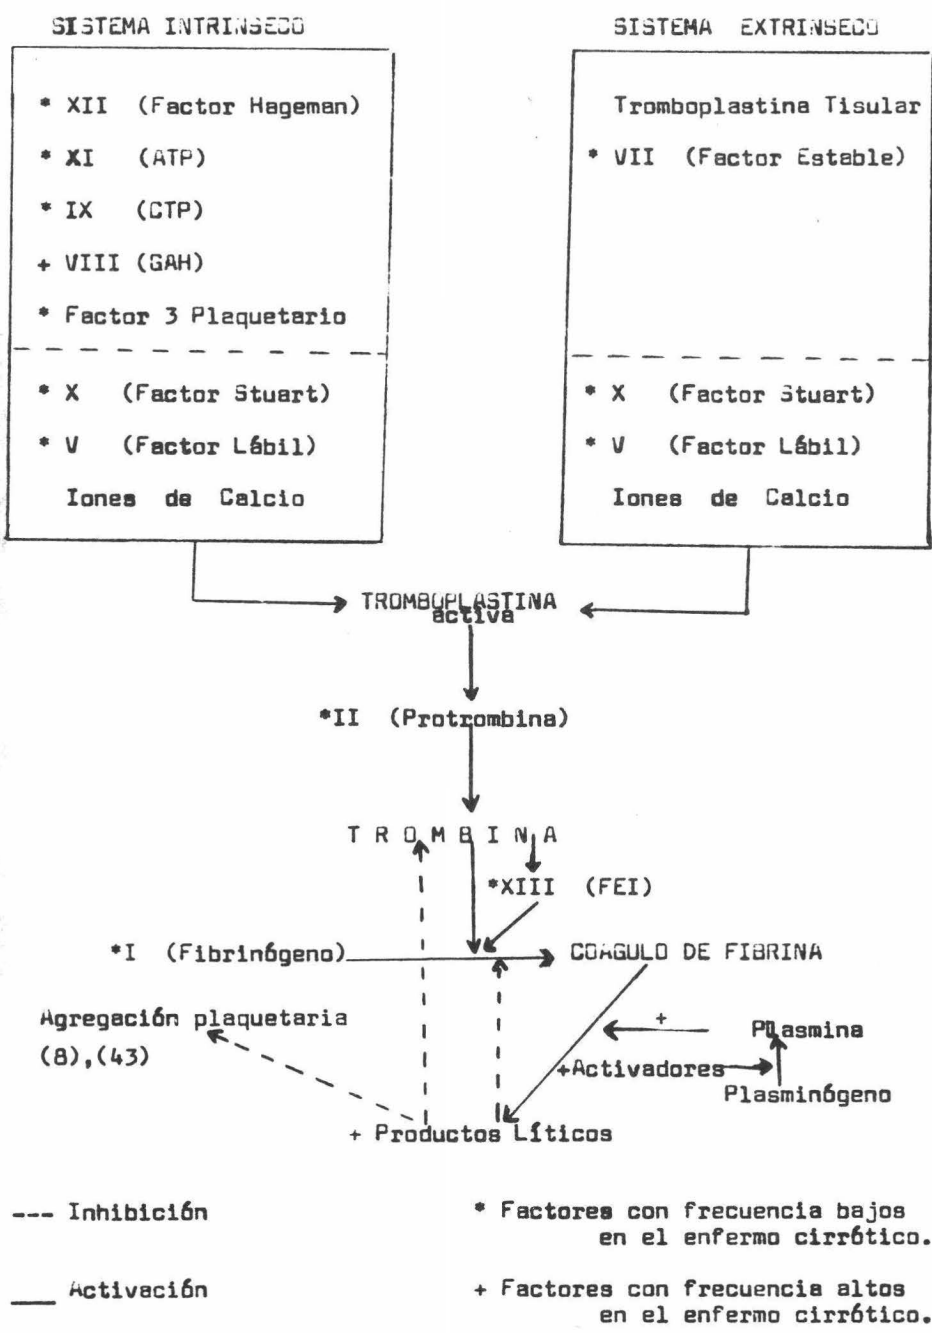 SISTEMA INTRINSECO
* XII (Factor Hageman)
* XI (ATP)
* IX (CTP)
+ VIII (GAH)
* Factor 3 Plaquetario
* X (Factor Stuart)
* V (Factor Lábil)
Iones de Calcio
SISTEMA EXTRINSECO
Tromboplastina Tisular
* VII (Factor Estable)
* X (Factor Stuart)
* V (Factor Lábil)
Iones de Calcio
TROMBOPLASTINA
activa
*II (Protrombina)
T R O M B I N A
*XIII (FEI)
*I (Fibrinógeno)
COAGULO DE FIBRINA
Agregación plaquetaria
(8),(43)
+
Plasmina
+Activadores
Plasminógeno
+ Productos Líticos
--- Inhibición
___ Activación
* Factores con frecuencia bajos
en el enfermo cirrótico.
+ Factores con frecuencia altos
en el enfermo cirrótico.